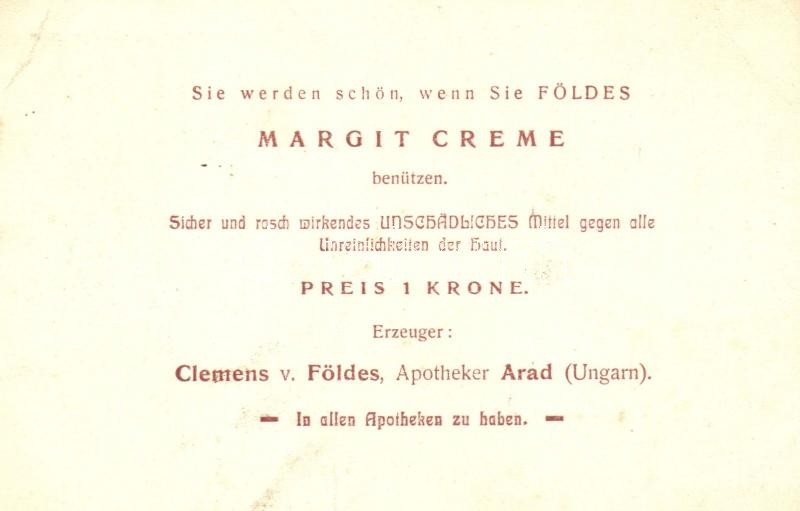 Sie werden schön, wenn Sie FÖLDES
MARGIT CREME
benützen.
Sicher und rasch wirkendes UNSCHÄDLICHES Mittel gegen alle
Unreinlichkeiten der Haut.
PREIS 1 KRONE.
Erzeuger:
Clemens v. Földes, Apotheker Arad (Ungarn).
In allen Apotheken zu haben.